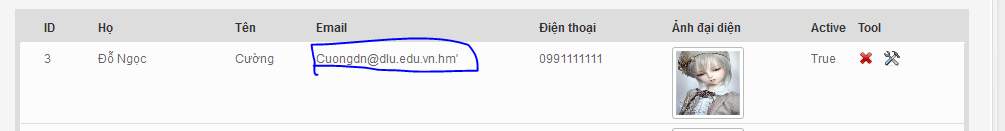 ID Họ Tên Email Điện thoại Ảnh đại diện Active Tool
3 Đỗ Ngọc Cường Cuongdn@dlu.edu.vn.hm' 0991111111 True